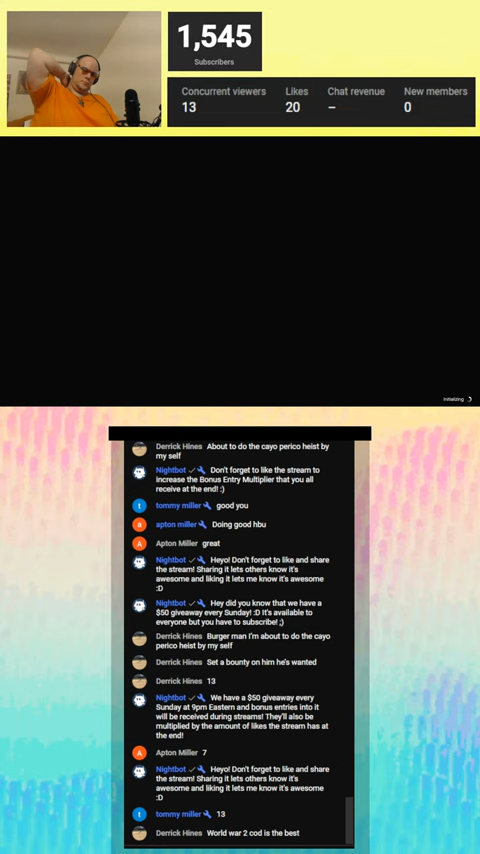 1,545
Subscribers
Concurrent viewers Likes Chat revenue New members
13 20 – 0
Initializing
Derrick Hines About to do the cayo perico heist by
my self
Nightbot Don't forget to like the stream to
increase the Bonus Entry Multiplier that you all
receive at the end! :)
t tommy miller good you
a apton miller Doing good hbu
A Apton Miller great
Nightbot Heyo! Don't forget to like and share
the stream! Sharing it lets others know it's
awesome and liking it lets me know it's awesome
:D
Nightbot Hey did you know that we have a
$50 giveaway every Sunday! :D It's available to
everyone but you have to subscribe! ;)
Derrick Hines Burger man I'm about to do the cayo
perico heist by my self
Derrick Hines Set a bounty on him he's wanted
Derrick Hines 13
Nightbot We have a $50 giveaway every
Sunday at 9pm Eastern and bonus entries into it
will be received during streams! They'll also be
multiplied by the amount of likes the stream has at
the end!
A Apton Miller 7
Nightbot Heyo! Don't forget to like and share
the stream! Sharing it lets others know it's
awesome and liking it lets me know it's awesome
:D
t tommy miller 13
Derrick Hines World war 2 cod is the best